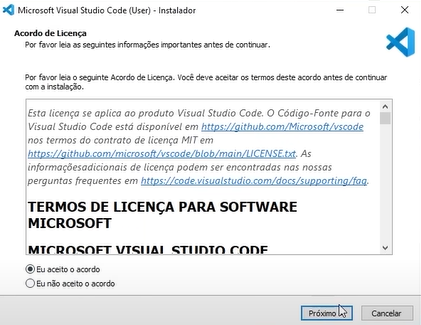 Microsoft Visual Studio Code (User) - Instalador
Acordo de Licença
Por favor leia as seguintes informações importantes antes de continuar.
Por favor leia o seguinte Acordo de Licença. Você deve aceitar os termos deste acordo antes de continuar
com a instalação.
Esta licença se aplica ao produto Visual Studio Code. O Código-Fonte para o
Visual Studio Code está disponível em https://github.com/Microsoft/vscode
nos termos do contrato de licença MIT em
https://github.com/microsoft/vscode/blob/main/LICENSE.txt. As
informaçõesadicionais de licença podem ser encontradas nas nossas
perguntas frequentes em https://code.visualstudio.com/docs/supporting/faq.
TERMOS DE LICENÇA PARA SOFTWARE
MICROSOFT
MICROSOFT VISUAL STUDIO CODE
Eu aceito o acordo
Eu não aceito o acordo
Próximo
Cancelar